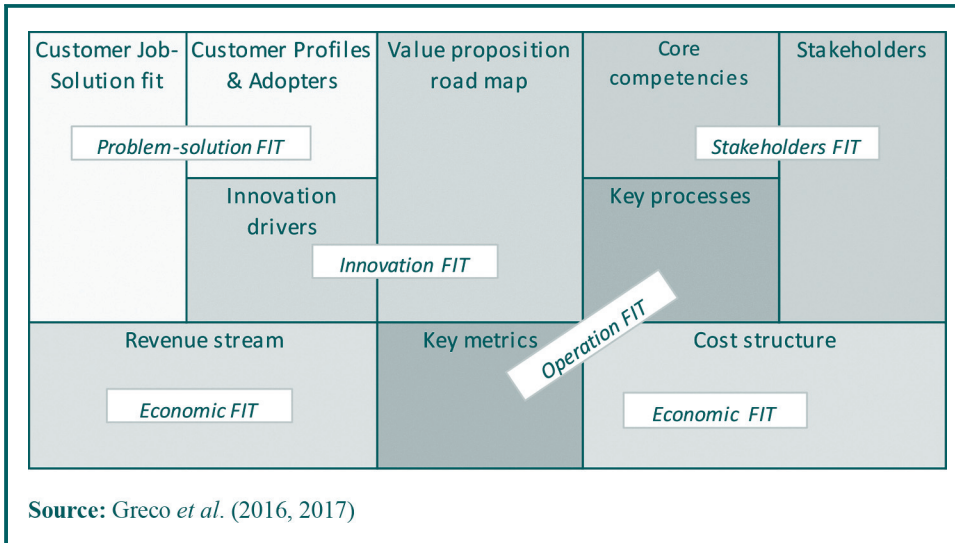 Customer Job-
Solution fit
Customer Profiles
& Adopters
Value proposition
road map
Core
competencies
Stakeholders
Problem-solution FIT
Stakeholders FIT
Innovation
drivers
Key processes
Innovation FIT
Operation FIT
Revenue stream
Key metrics
Cost structure
Economic FIT
Economic FIT
Source: Greco et al. (2016, 2017)